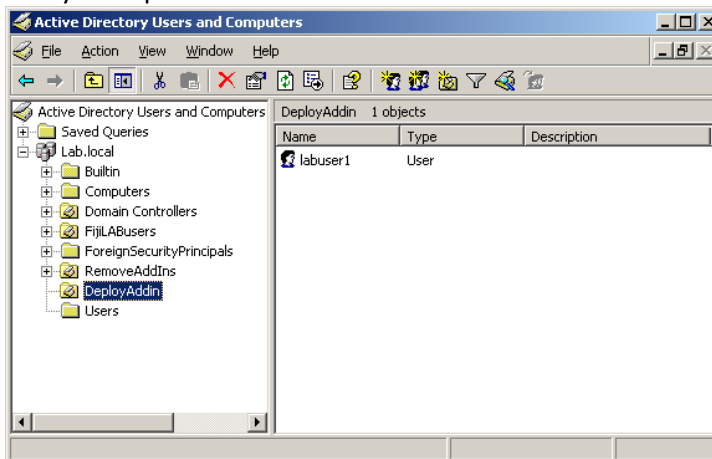 Active Directory Users and Computers
File Action View Window Help
Active Directory Users and Computers
Saved Queries
Lab.local
Builtin
Computers
Domain Controllers
FijiLABusers
ForeignSecurityPrincipals
RemoveAddIns
DeployAddin
Users
DeployAddin 1 objects
Name Type Description
labuser1 User